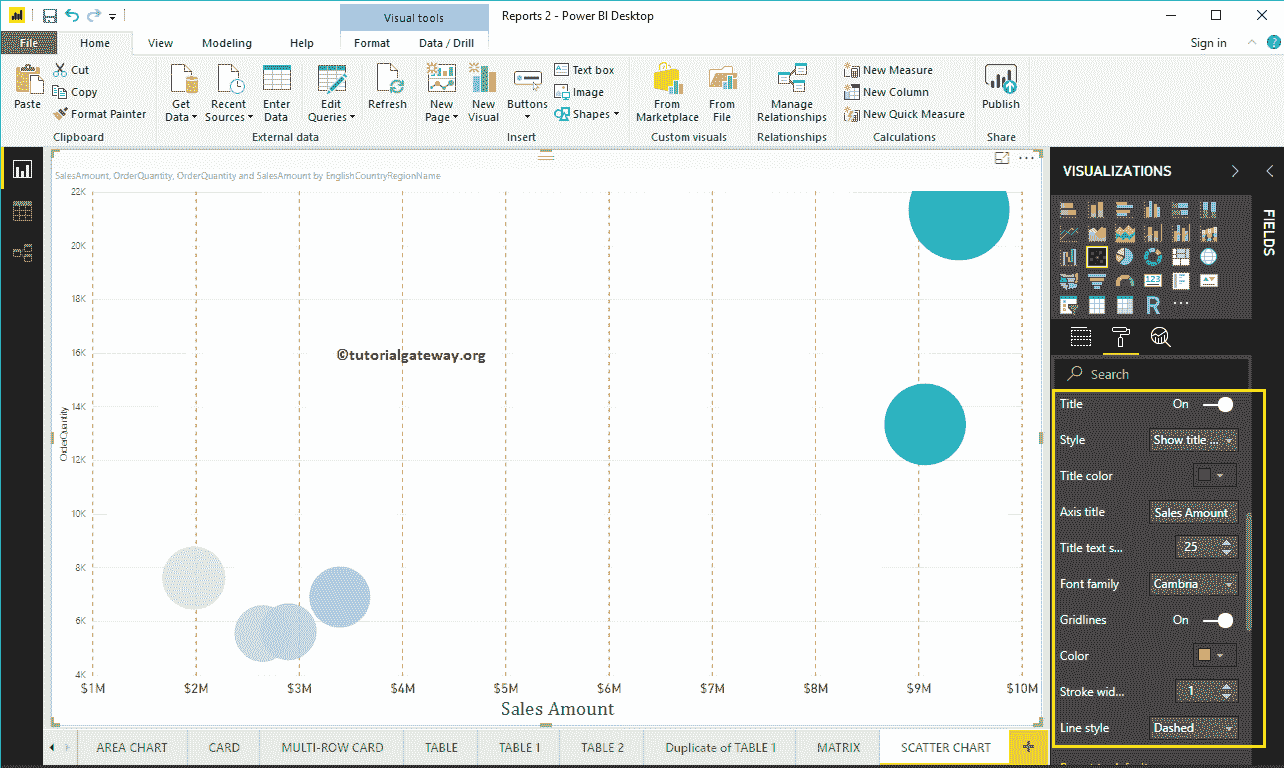 Visual tools
Reports 2 - Power BI Desktop
File Home View Modeling Help Format Data / Drill Sign in
Paste
Cut
Copy
Format Painter
Clipboard
Get Data
Recent Sources
Enter Data
Edit Queries
External data
Refresh
New Page
New Visual
Buttons
Text box
Image
Shapes
Insert
From Marketplace
From File
Custom visuals
Manage Relationships
Relationships
New Measure
New Column
New Quick Measure
Calculations
Publish
Share
SalesAmount, OrderQuantity, OrderQuantity and SalesAmount by EnglishCountryRegionName
22K
20K
18K
16K
14K
12K
10K
8K
6K
4K
OrderQuantity
©tutorialgateway.org
$1M $2M $3M $4M $5M $6M $7M $8M $9M $10M
Sales Amount
VISUALIZATIONS
FIELDS
123
R
Search
Title On
Style Show title ...
Title color
Axis title Sales Amount
Title text s... 25
Font family Cambria
Gridlines On
Color
Stroke wid... 1
Line style Dashed
AREA CHART CARD MULTI-ROW CARD TABLE TABLE 1 TABLE 2 Duplicate of TABLE 1 MATRIX SCATTER CHART